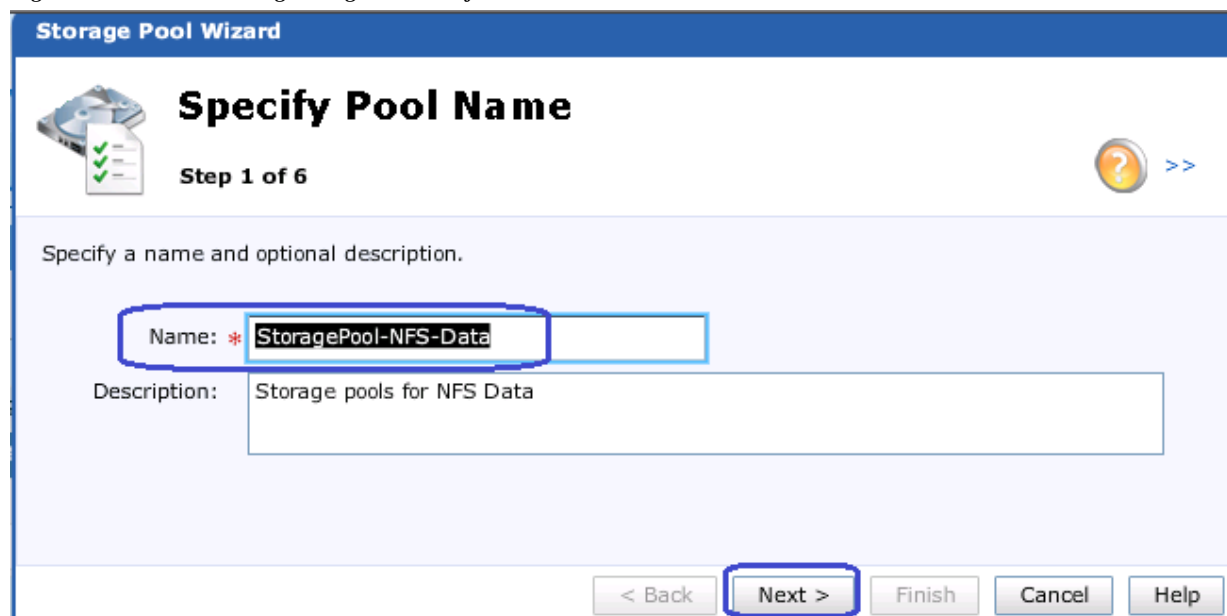 Storage Pool Wizard
Specify Pool Name
Step 1 of 6
? >>
Specify a name and optional description.
Name: * StoragePool-NFS-Data
Description: Storage pools for NFS Data
< Back Next > Finish Cancel Help